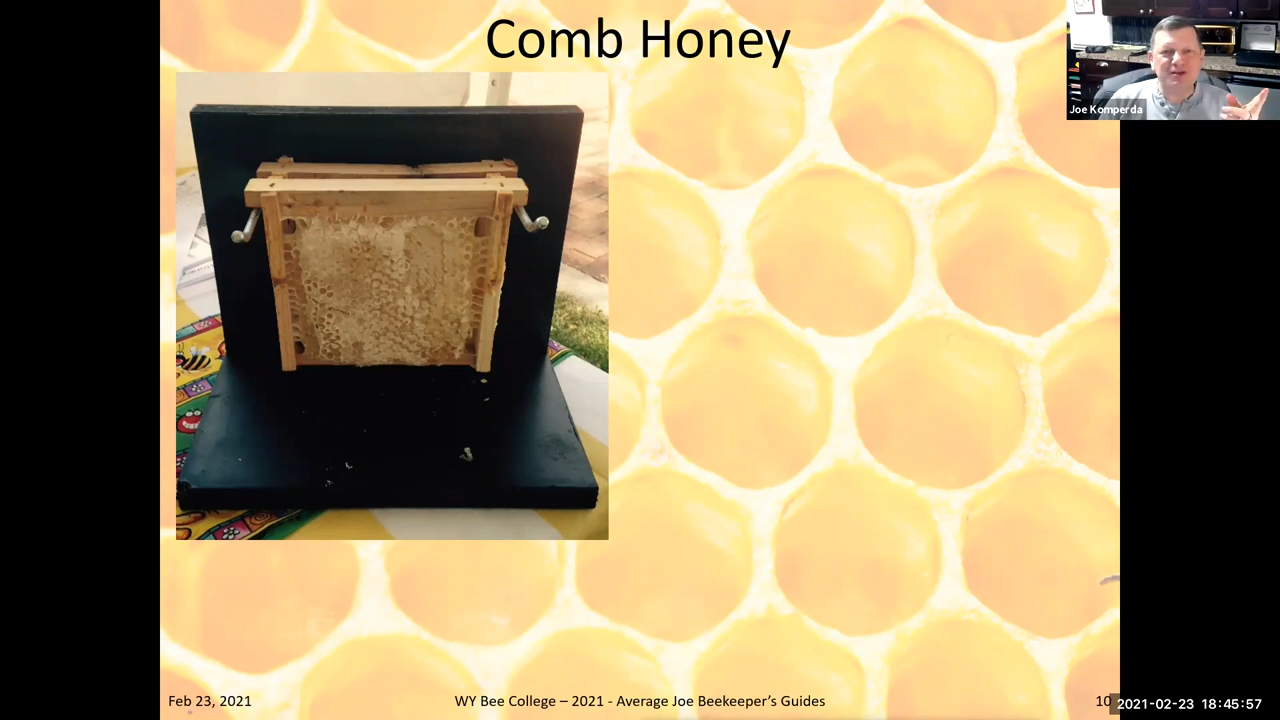 Comb Honey
Joe Komperda
Feb 23, 2021
WY Bee College – 2021 - Average Joe Beekeeper's Guides
10
2021-02-23 18:45:57